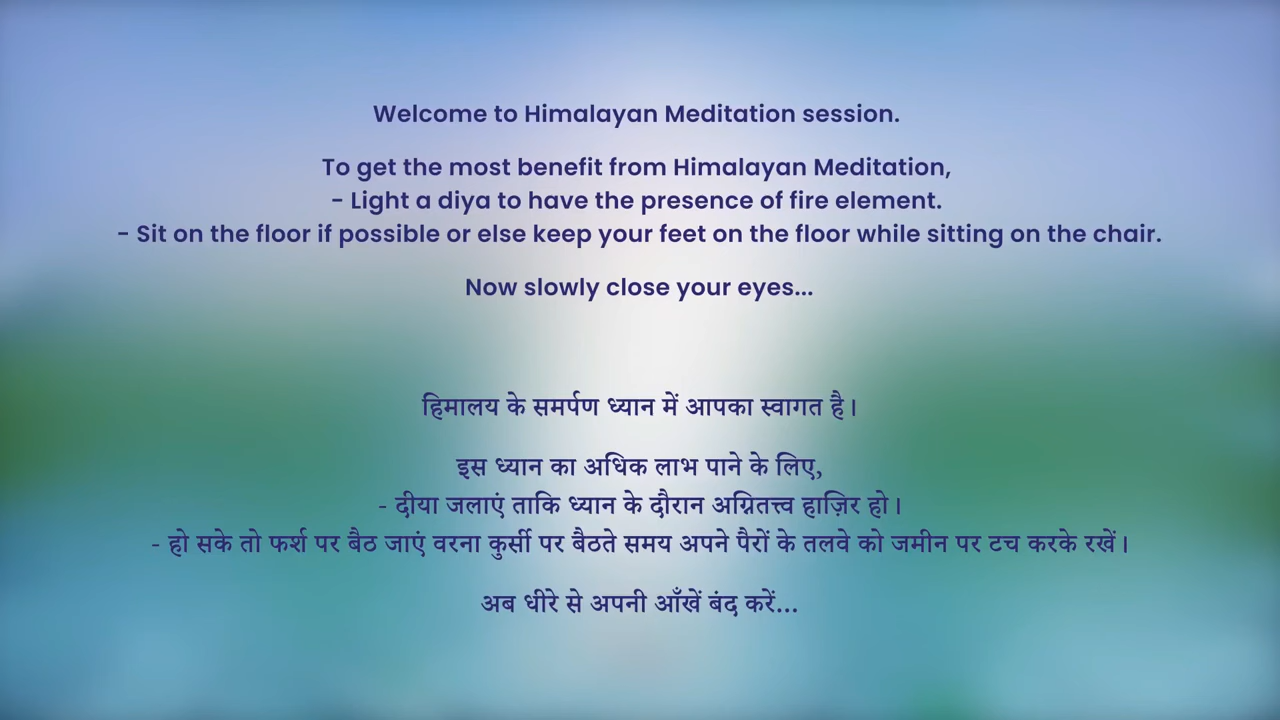 Welcome to Himalayan Meditation session.
To get the most benefit from Himalayan Meditation,
- Light a diya to have the presence of fire element.
- Sit on the floor if possible or else keep your feet on the floor while sitting on the chair.
Now slowly close your eyes...
हिमालय के समर्पण ध्यान में आपका स्वागत है।
इस ध्यान का अधिक लाभ पाने के लिए,
- दीया जलाएं ताकि ध्यान के दौरान अग्नितत्त्व हाज़िर हो।
- हो सके तो फर्श पर बैठ जाएं वरना कुर्सी पर बैठते समय अपने पैरों के तलवे को जमीन पर टच करके रखें।
अब धीरे से अपनी आँखें बंद करें...